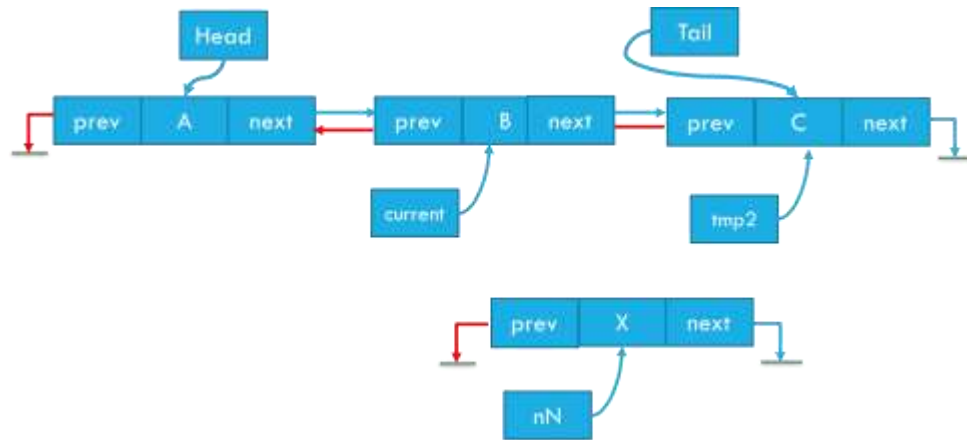 Head
Tail
prev A next
prev B next
prev C next
current
tmp2
prev X next
nN